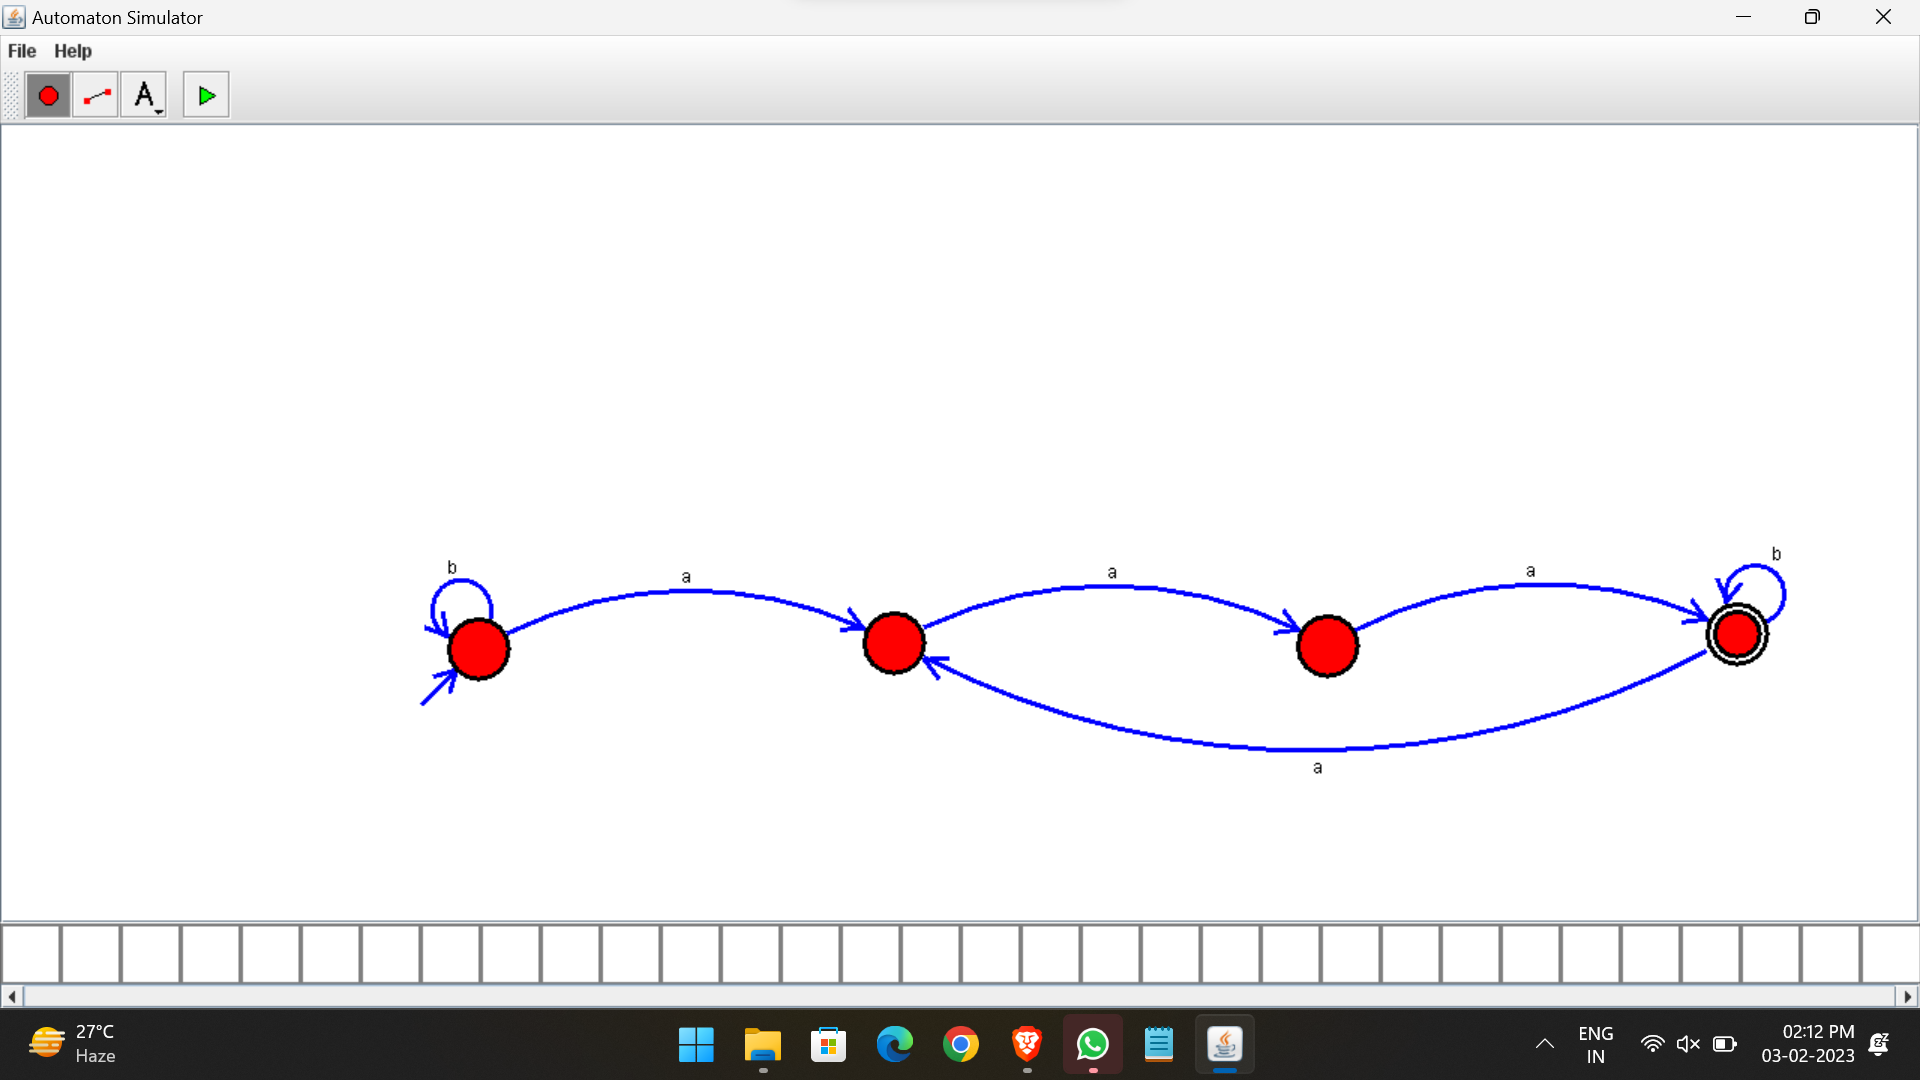 Automaton Simulator
File Help
A
b
a
a
a
b
a
27°C
Haze
ENG
IN
02:12 PM
03-02-2023